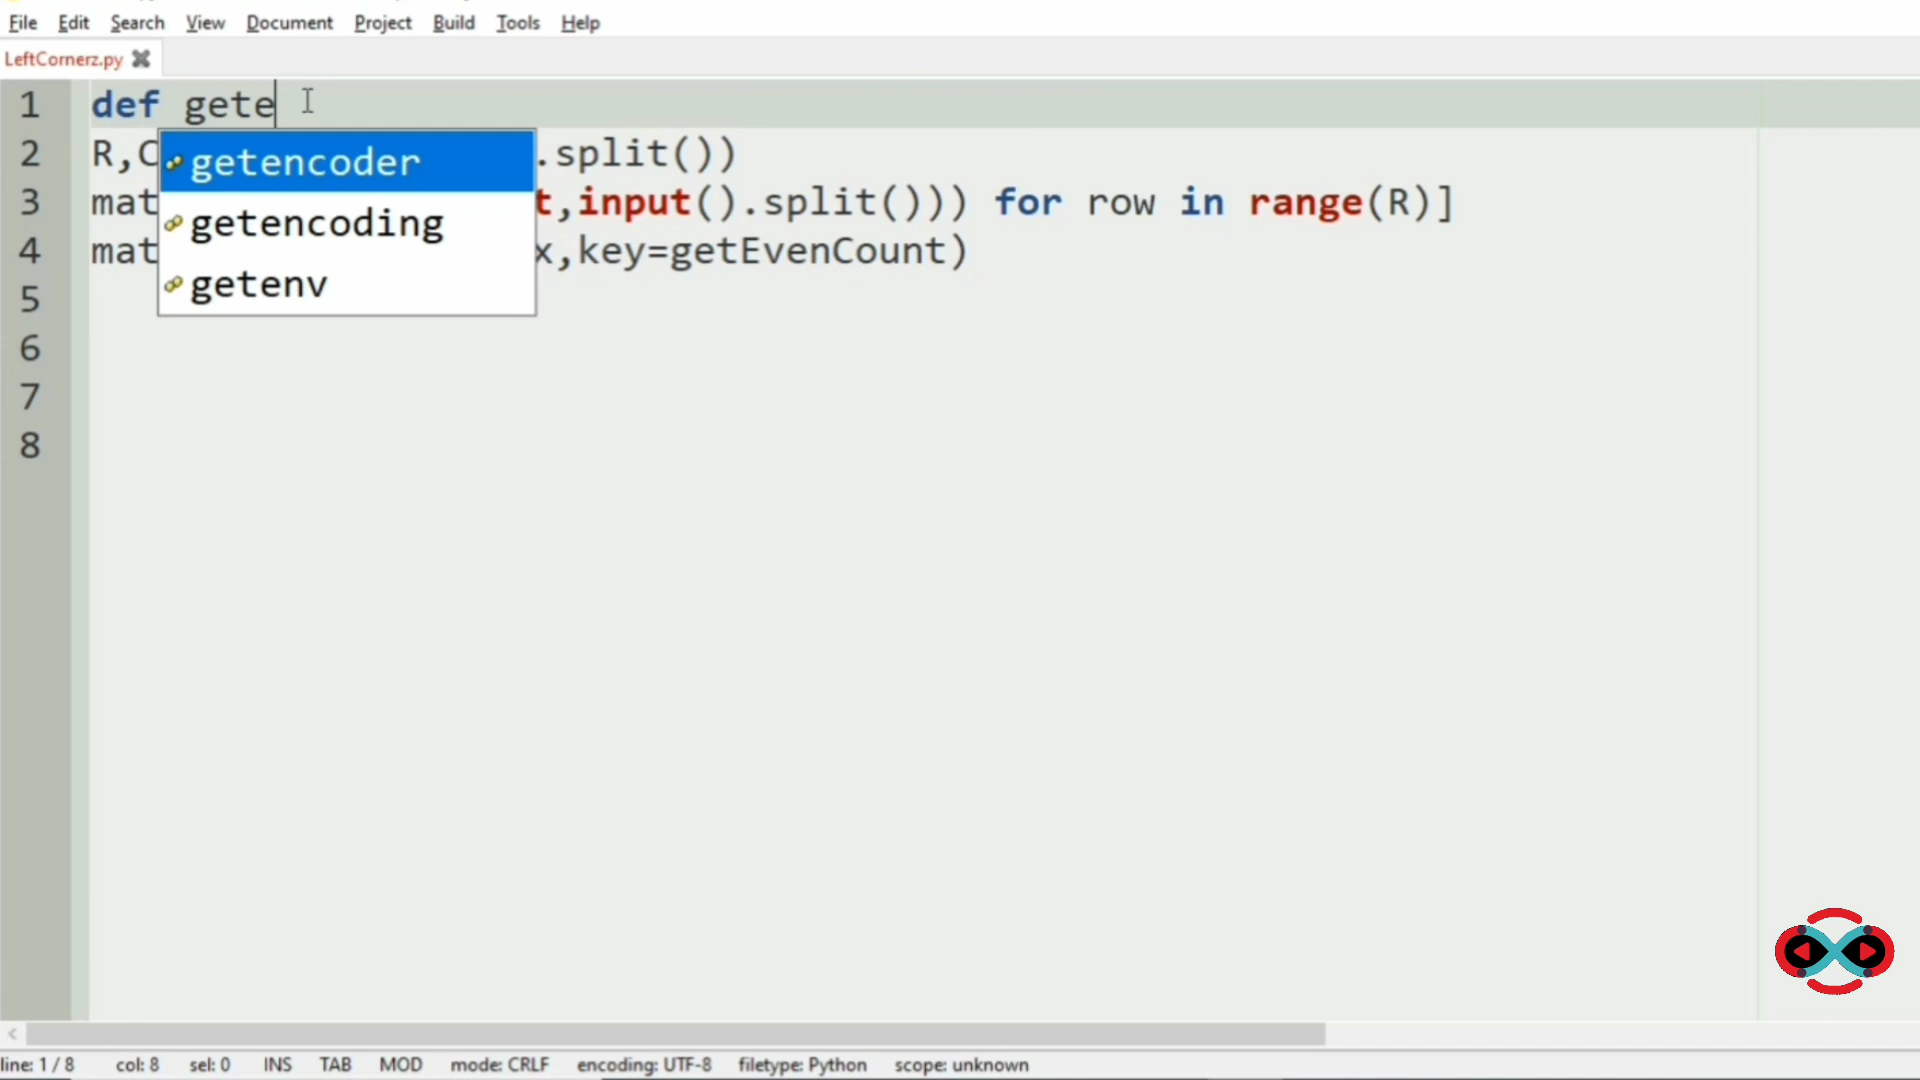 File Edit Search View Document Project Build Tools Help
LeftCornerz.py
1 def gete
2 R,C .split())
getencoder
3 mat t,input().split())) for row in range(R)]
getencoding
4 mat x,key=getEvenCount)
getenv
5
6
7
8
line: 1 / 8 col: 8 sel: 0 INS TAB MOD mode: CRLF encoding: UTF-8 filetype: Python scope: unknown